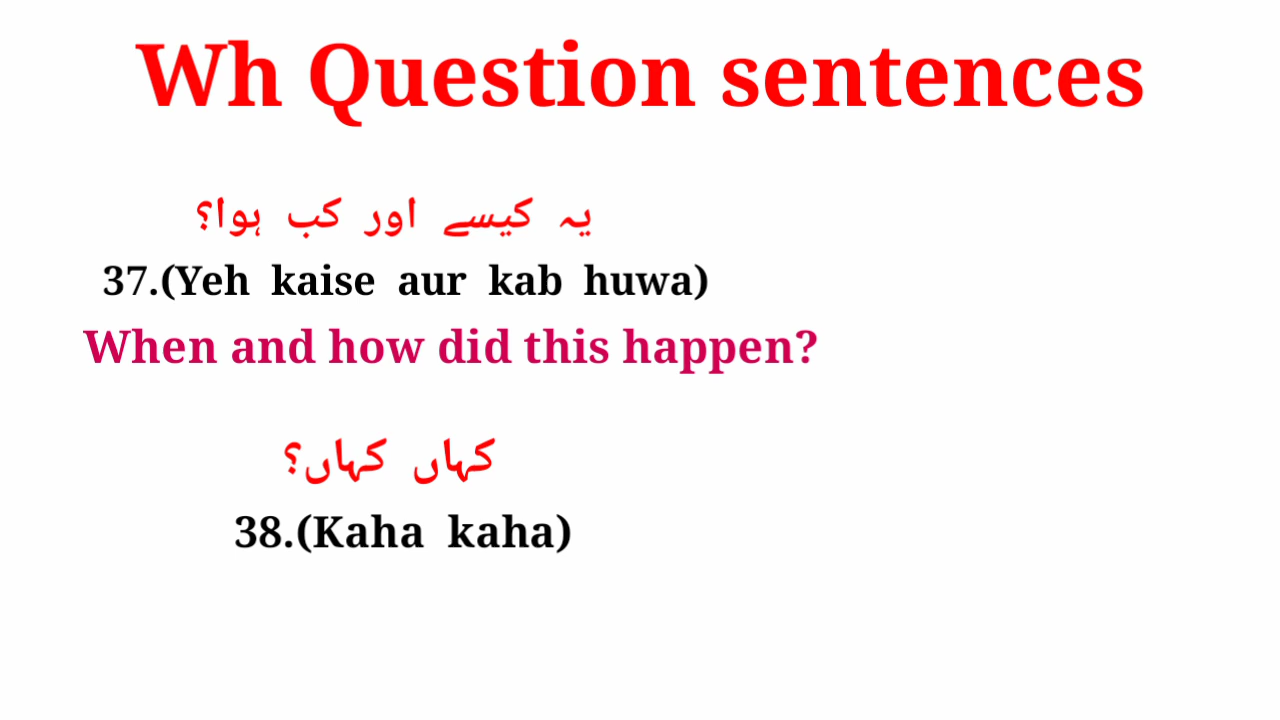 Wh Question sentences
یہ کیسے اور کب ہوا؟
37.(Yeh kaise aur kab huwa)
When and how did this happen?
کہاں کہاں؟
38.(Kaha kaha)